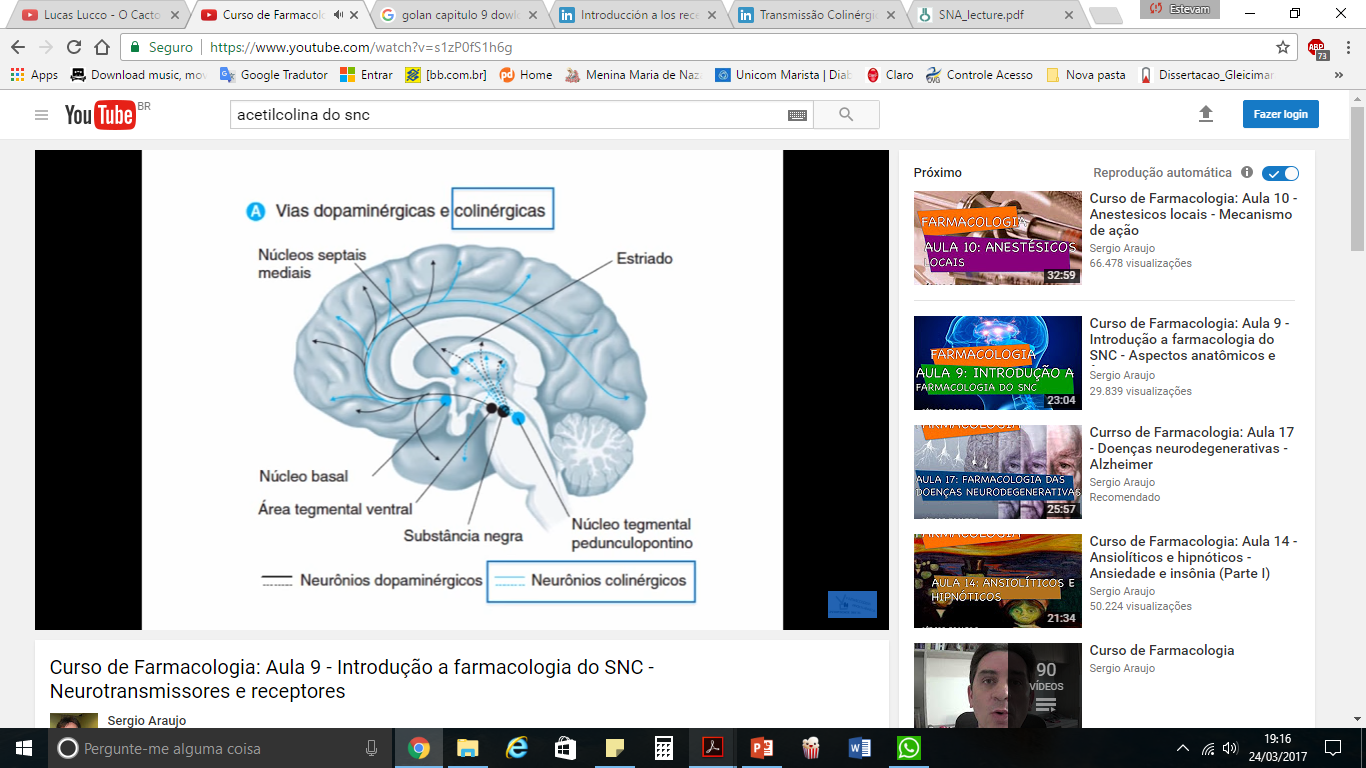 Lucas Lucco - O Cacto
Curso de Farmacolo
golan capitulo 9 dowlo
Introducción a los rece
Transmissão Colinérgi
SNA_lecture.pdf
Estevam
Seguro
https://www.youtube.com/watch?v=s1zP0fS1h6g
ABP
73
Apps
Download music, mov
Google Tradutor
Entrar
[bb.com.br]
Home
Menina Maria de Naz
Unicom Marista | Diab
Claro
Controle Acesso
Nova pasta
Dissertacao_Gleicimar
»
YouTube BR
acetilcolina do snc
Fazer login
A Vias dopaminérgicas e colinérgicas
Núcleos septais
mediais
Estriado
Núcleo basal
Área tegmental ventral
Substância negra
Núcleo tegmental
pedunculopontino
Neurônios dopaminérgicos
Neurônios colinérgicos
Curso de Farmacologia: Aula 9 - Introdução a farmacologia do SNC -
Neurotransmissores e receptores
Sergio Araujo
Próximo
Reprodução automática
FARMACOLOGIA
AULA 10: ANESTÉSICOS
LOCAIS
32:59
Curso de Farmacologia: Aula 10 -
Anestesicos locais - Mecanismo
de ação
Sergio Araujo
66.478 visualizações
FARMACOLOGIA
AULA 9: INTRODUÇÃO A
FARMACOLOGIA DO SNC
23:04
Curso de Farmacologia: Aula 9 -
Introdução a farmacologia do
SNC - Aspectos anatômicos e
Sergio Araujo
29.839 visualizações
FARMACOLOGIA
AULA 17: FARMACOLOGIA DAS
DOENÇAS NEURODEGENERATIVAS
25:57
Currso de Farmacologia: Aula 17
- Doenças neurodegenerativas -
Alzheimer
Sergio Araujo
Recomendado
FARMACOLOGIA
AULA 14: ANSIOLÍTICOS E
HIPNÓTICOS
21:34
Curso de Farmacologia: Aula 14 -
Ansiolíticos e hipnóticos -
Ansiedade e insônia (Parte I)
Sergio Araujo
50.224 visualizações
90
VÍDEOS
Curso de Farmacologia
Sergio Araujo
Pergunte-me alguma coisa
19:16
24/03/2017